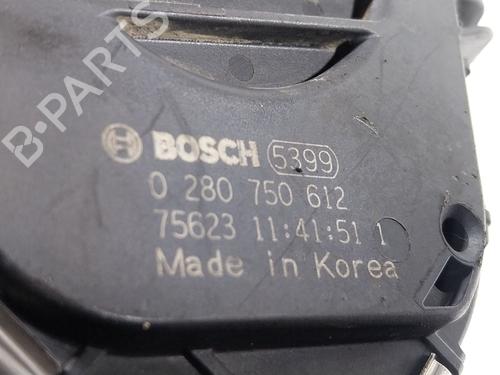 BOSCH 5399
0 280 750 612
75623 11:41:51 1
Made in Korea
B-PARTS